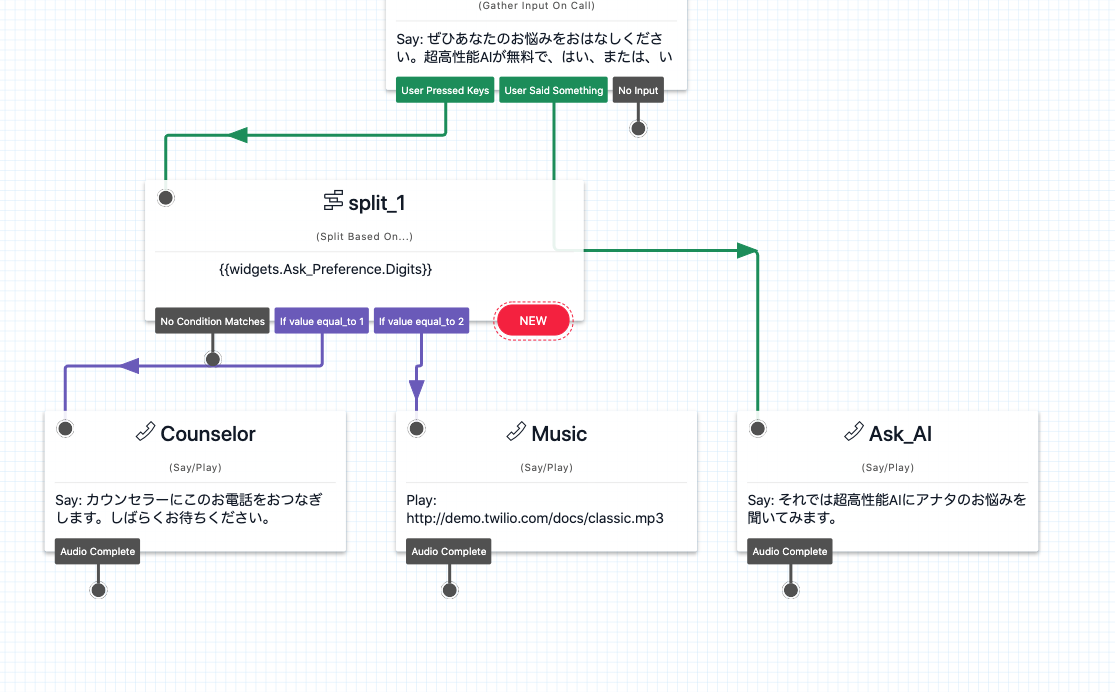 (Gather Input On Call)
Say: ぜひあなたのお悩みをおはなしくださ
い。超高性能AIが無料で、はい、または、い
User Pressed Keys
User Said Something
No Input
split_1
(Split Based On...)
{{widgets.Ask_Preference.Digits}}
No Condition Matches
If value equal_to 1
If value equal_to 2
NEW
Counselor
(Say/Play)
Say: カウンセラーにこのお電話をおつなぎ
します。しばらくお待ちください。
Audio Complete
Music
(Say/Play)
Play:
http://demo.twilio.com/docs/classic.mp3
Audio Complete
Ask_AI
(Say/Play)
Say: それでは超高性能AIにアナタのお悩みを
聞いてみます。
Audio Complete